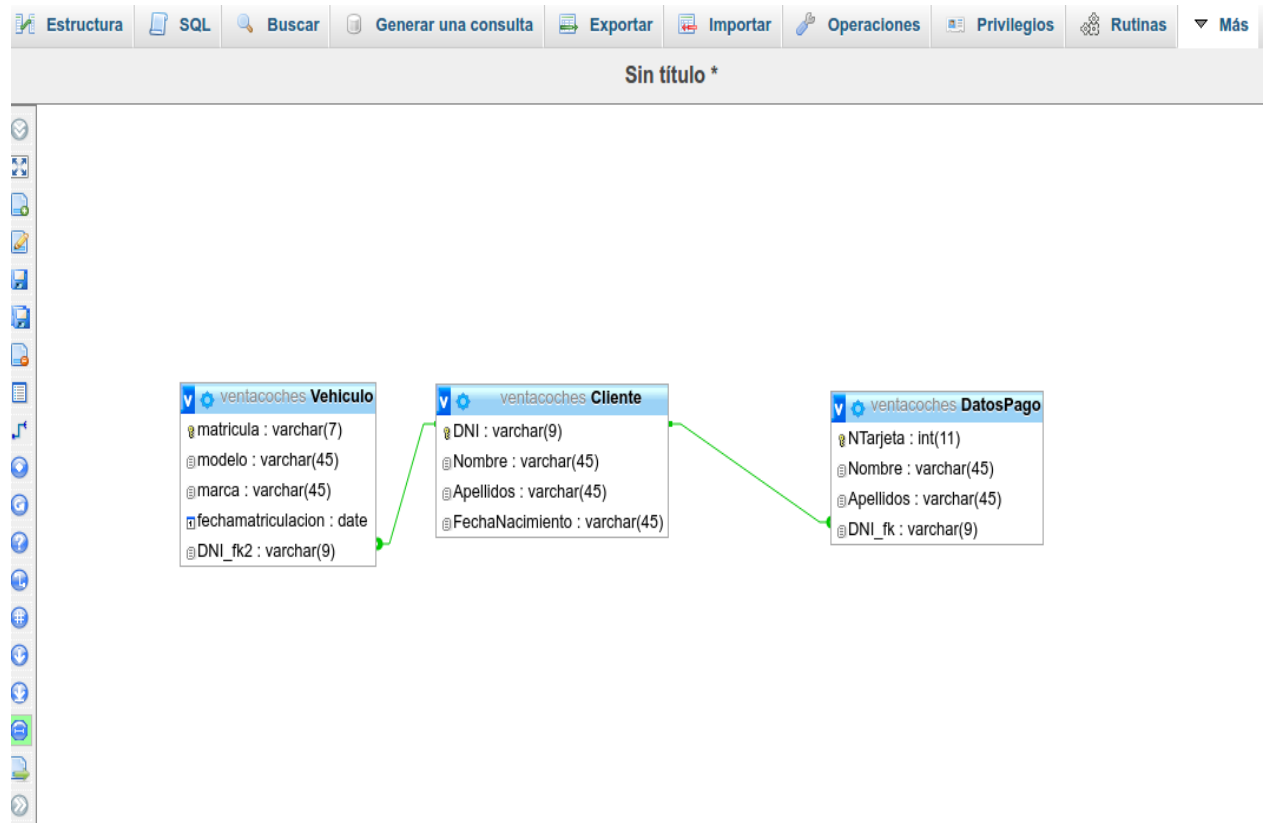 Estructura SQL Buscar Generar una consulta Exportar Importar Operaciones Privilegios Rutinas Más
Sin título *
ventacoches Vehiculo
matricula : varchar(7)
modelo : varchar(45)
marca : varchar(45)
fechamatriculacion : date
DNI_fk2 : varchar(9)
ventacoches Cliente
DNI : varchar(9)
Nombre : varchar(45)
Apellidos : varchar(45)
FechaNacimiento : varchar(45)
ventacoches DatosPago
NTarjeta : int(11)
Nombre : varchar(45)
Apellidos : varchar(45)
DNI_fk : varchar(9)